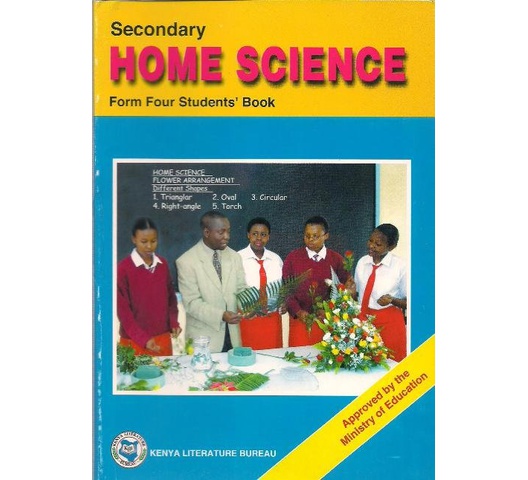 Secondary
HOME SCIENCE
Form Four Students' Book
HOME SCIENCE
FLOWER ARRANGEMENT
Different Shapes
1. Trianglar 2. Oval 3. Circular
4. Right-angle 5. Torch
Approved by the
Ministry of Education
KENYA LITERATURE BUREAU